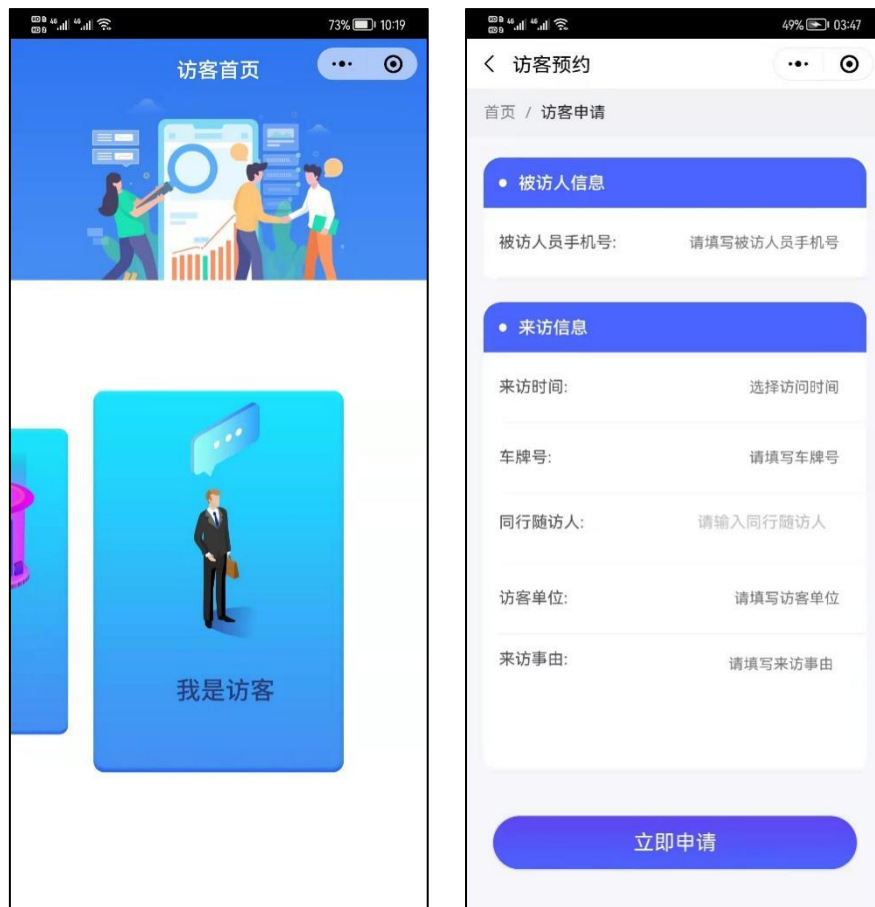 73% 10:19
访客首页
我是访客
49% 03:47
访客预约
首页 / 访客申请
被访人信息
被访人员手机号: 请填写被访人员手机号
来访信息
来访时间: 选择访问时间
车牌号: 请填写车牌号
同行随访人: 请输入同行随访人
访客单位: 请填写访客单位
来访事由: 请填写来访事由
立即申请